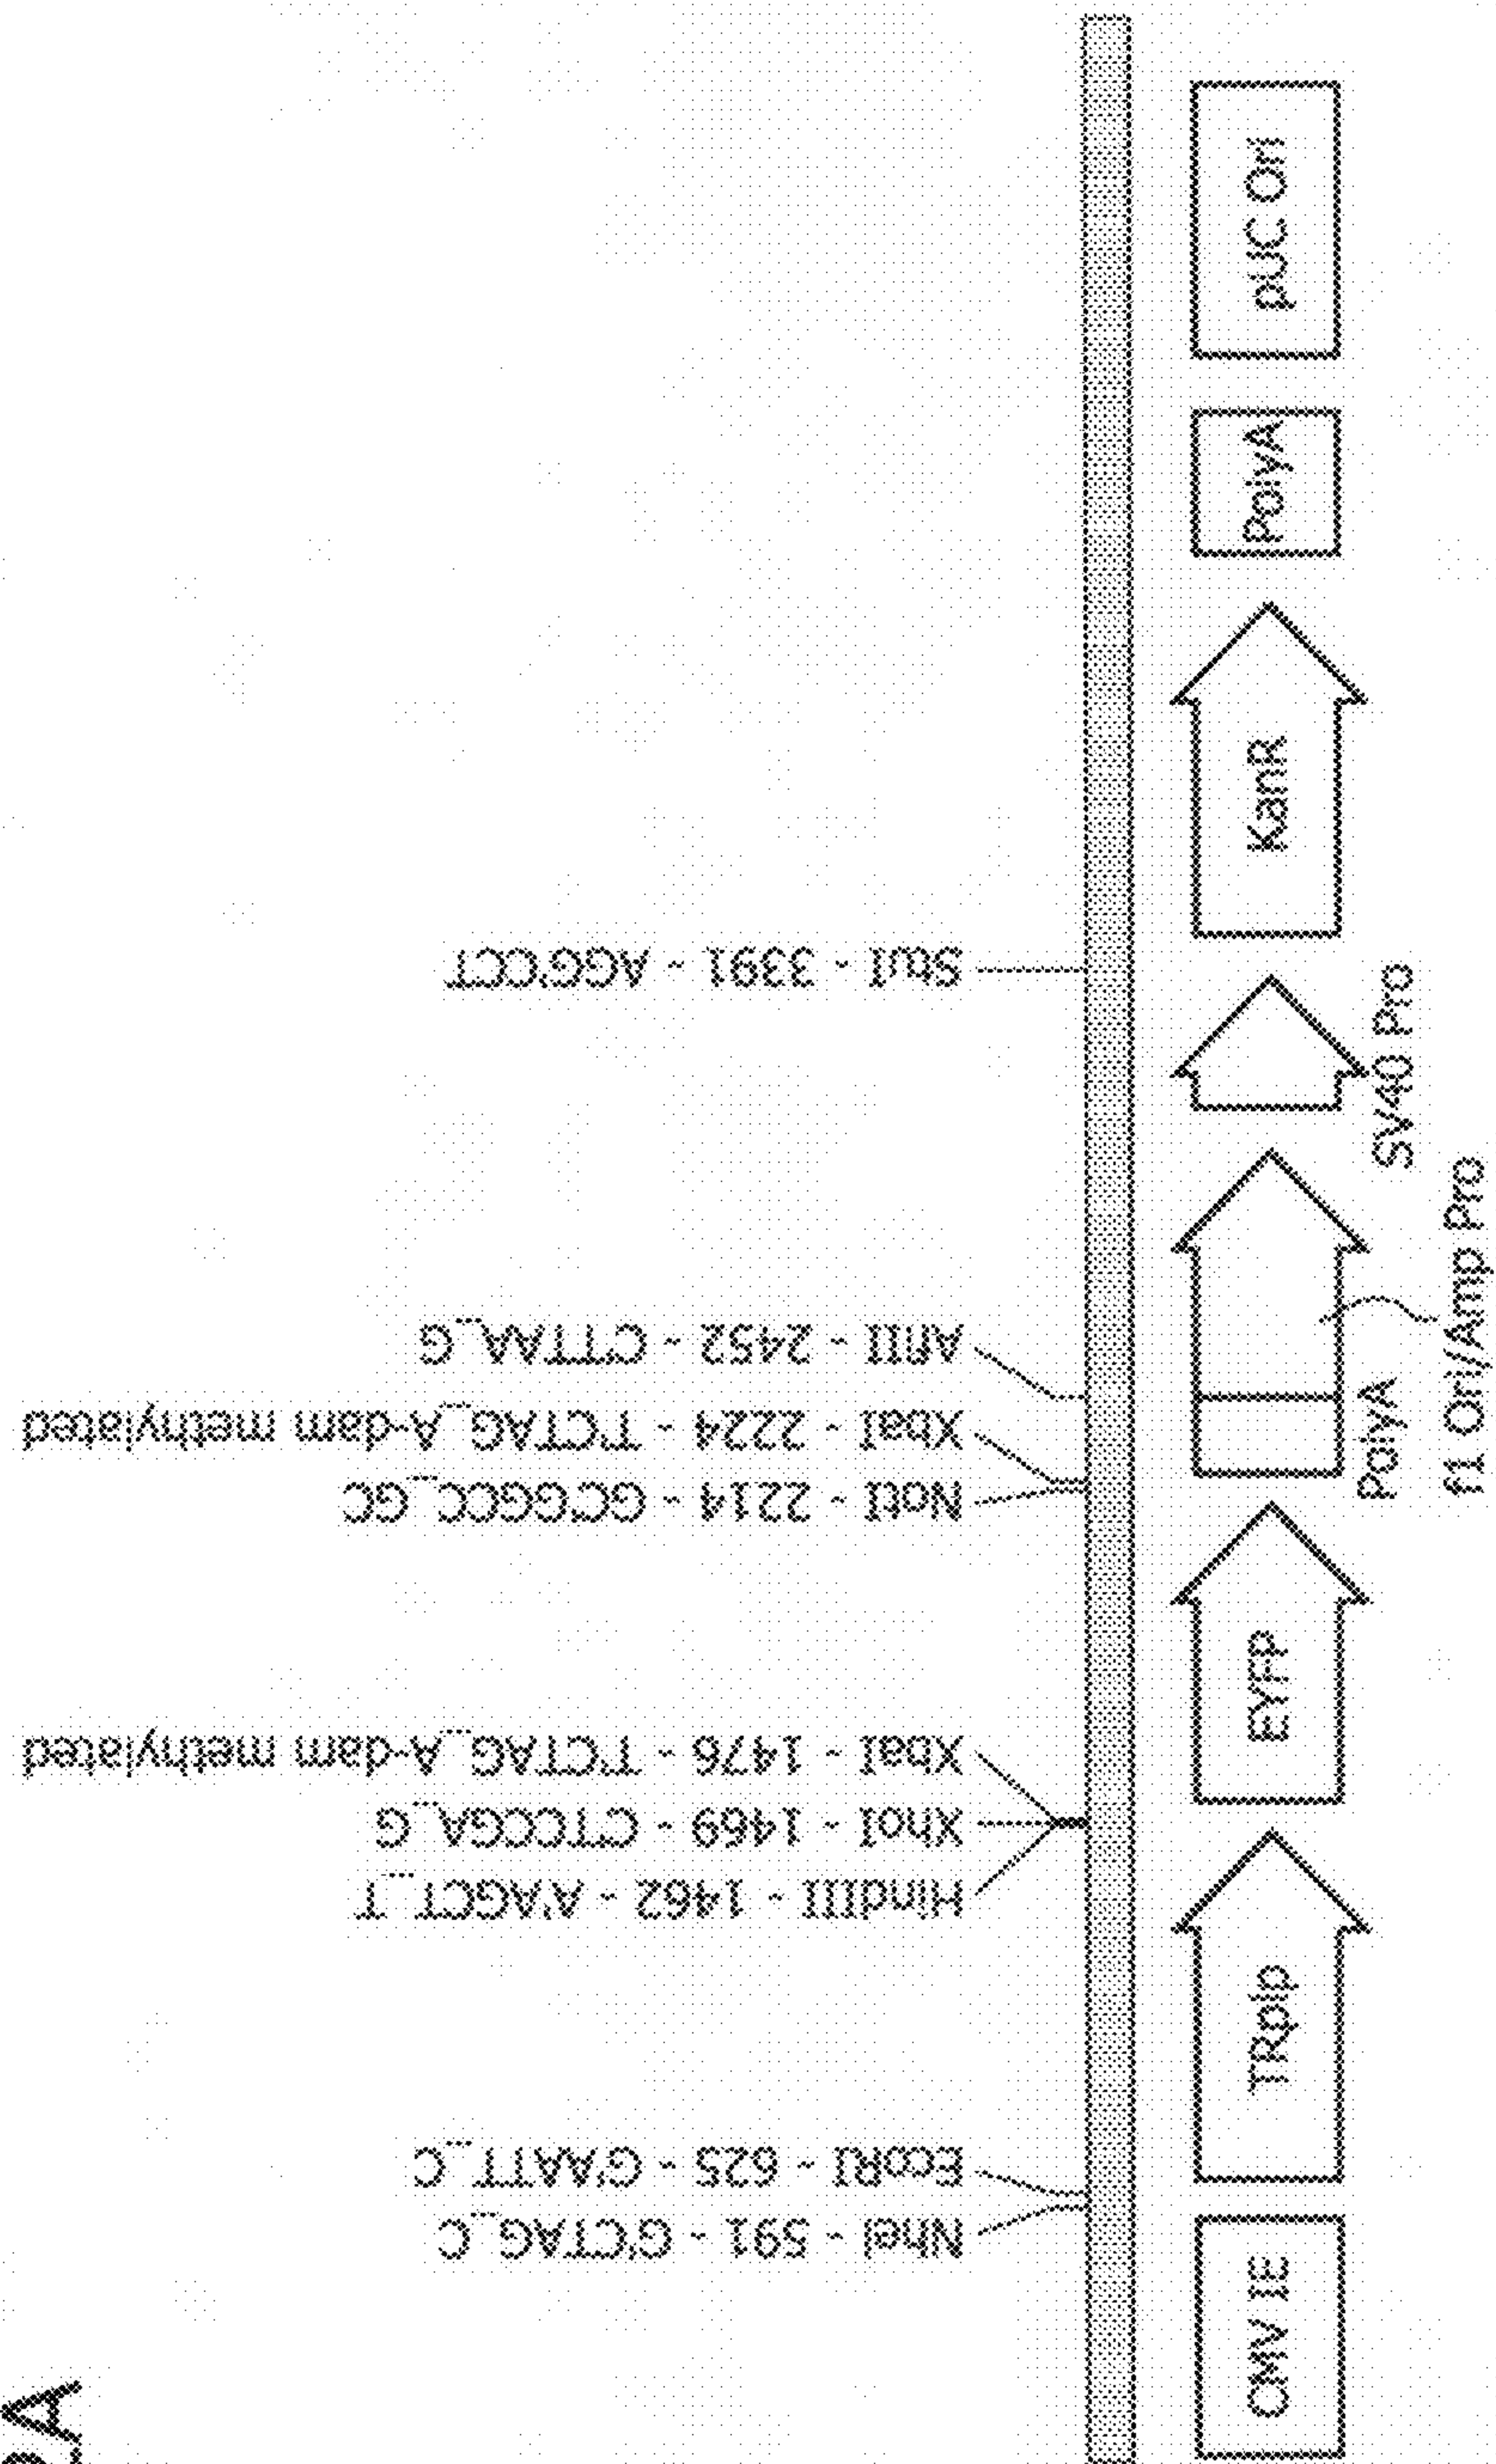 NheI - 591 - G'CTAG_C
EcoRI - 625 - G'AATT_C
HindIII - 1462 - A'AGCT_T
XhoI - 1469 - C'TCGA_G
XbaI - 1476 - T'CTAG_A-dam methylated
NotI - 2214 - GC'GGCC_GC
XbaI - 2224 - T'CTAG_A-dam methylated
AflII - 2452 - C'TTAA_G
StuI - 3391 - AGG'CCT
CMV IE
TRpip
EYFP
PolyA
f1 Ori/Amp Pro
SV40 Pro
KanR
PolyA
pUC Ori